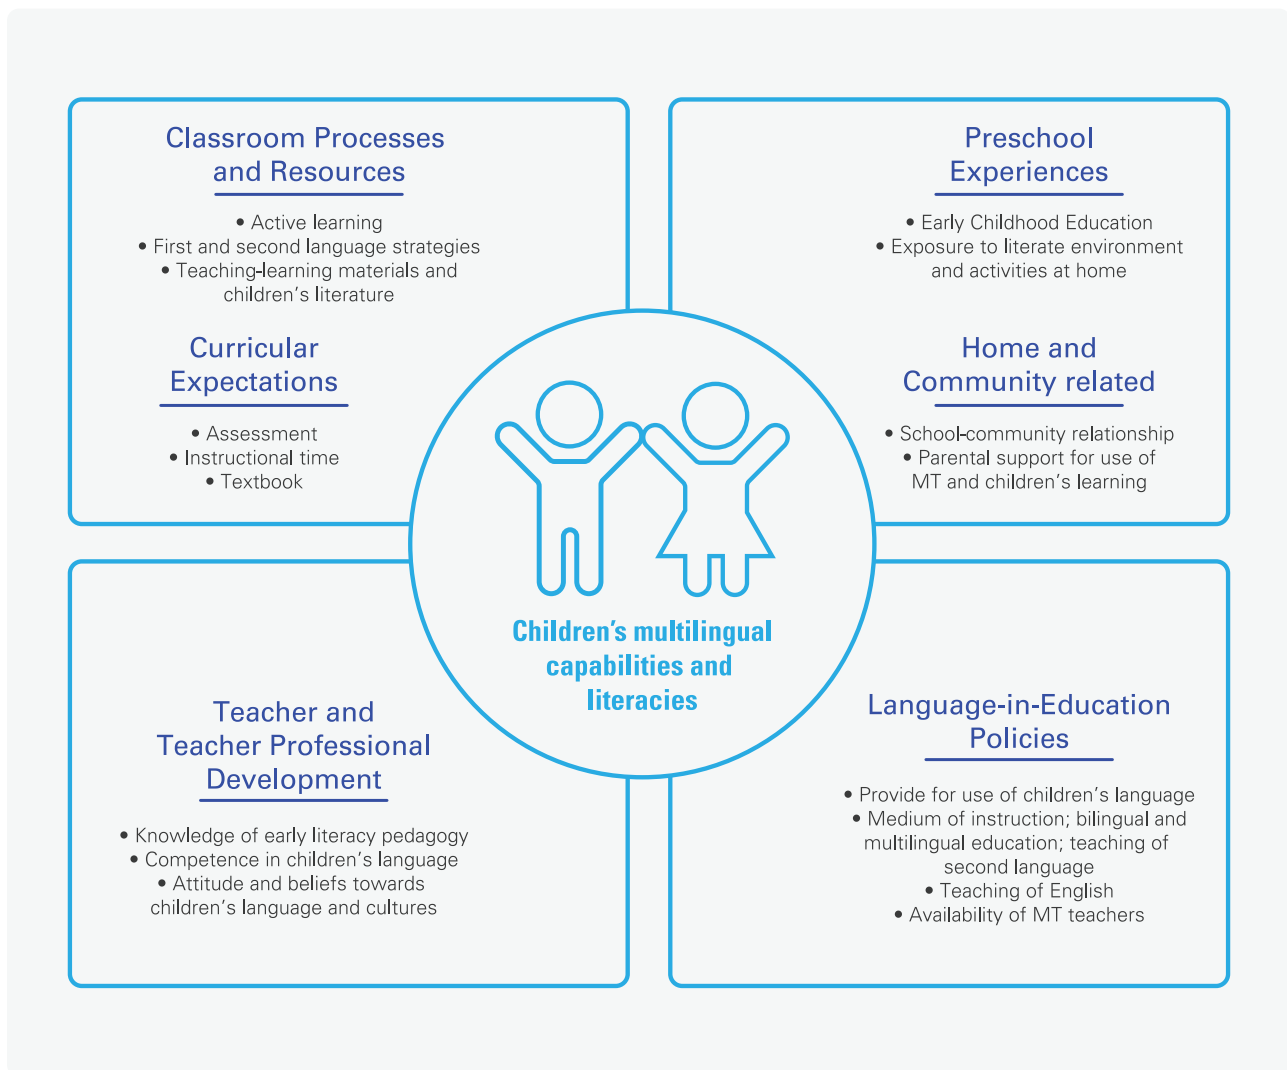 Classroom Processes
and Resources
• Active learning
• First and second language strategies
• Teaching-learning materials and
children's literature
Curricular
Expectations
• Assessment
• Instructional time
• Textbook
Preschool
Experiences
• Early Childhood Education
• Exposure to literate environment
and activities at home
Home and
Community related
• School-community relationship
• Parental support for use of
MT and children's learning
Children's multilingual
capabilities and
literacies
Teacher and
Teacher Professional
Development
• Knowledge of early literacy pedagogy
• Competence in children's language
• Attitude and beliefs towards
children's language and cultures
Language-in-Education
Policies
• Provide for use of children's language
• Medium of instruction; bilingual and
multilingual education; teaching of
second language
• Teaching of English
• Availability of MT teachers